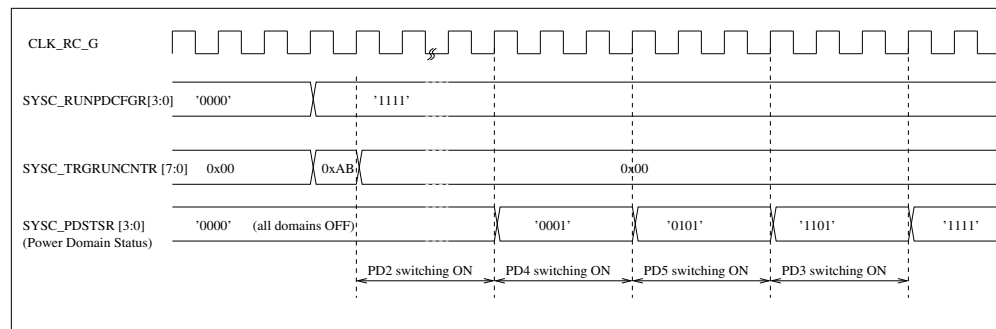 CLK_RC_G
SYSC_RUNPDCFGR[3:0] '0000' '1111'
SYSC_TRGRUNCNTR [7:0] 0x00 0xAB 0x00
SYSC_PDSTSR [3:0] '0000' (all domains OFF) '0001' '0101' '1101' '1111'
(Power Domain Status)
PD2 switching ON PD4 switching ON PD5 switching ON PD3 switching ON